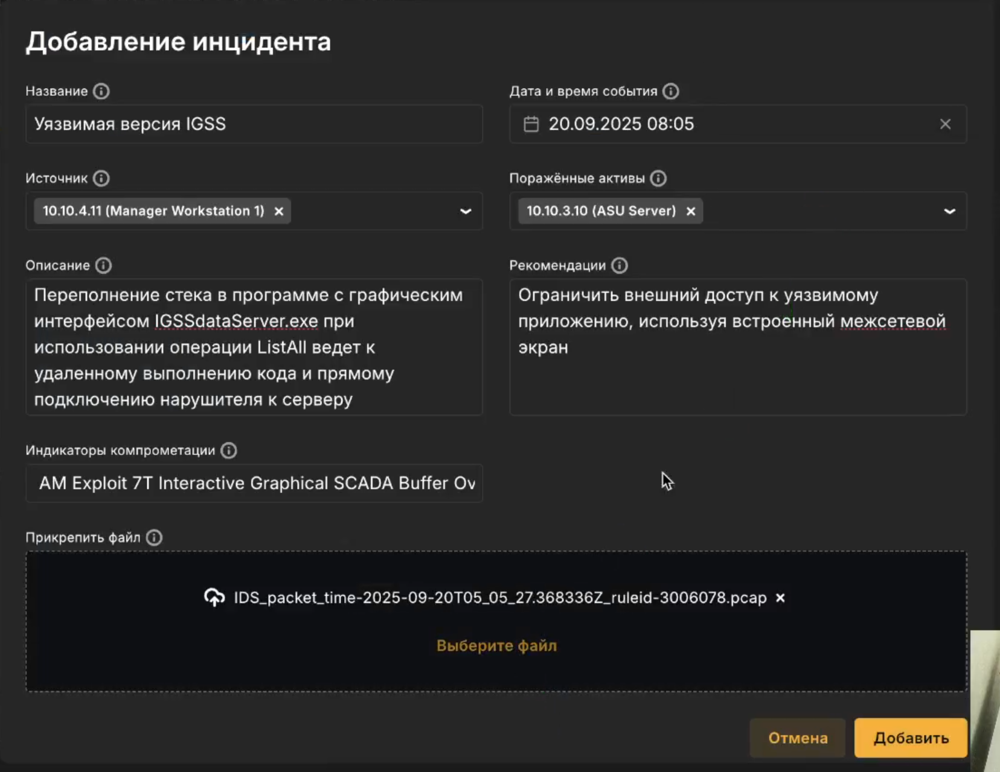 Добавление инцидента
Название
Дата и время события
Уязвимая версия IGSS
20.09.2025 08:05
Источник
Поражённые активы
10.10.4.11 (Manager Workstation 1)
10.10.3.10 (ASU Server)
Описание
Рекомендации
Переполнение стека в программе с графическим
интерфейсом IGSSdataServer.exe при
использовании операции ListAll ведет к
удаленному выполнению кода и прямому
подключению нарушителя к серверу
Ограничить внешний доступ к уязвимому
приложению, используя встроенный межсетевой
экран
Индикаторы компрометации
AM Exploit 7T Interactive Graphical SCADA Buffer Ov
Прикрепить файл
IDS_packet_time-2025-09-20T05_05_27.368336Z_ruleid-3006078.pcap
Выберите файл
Отмена
Добавить